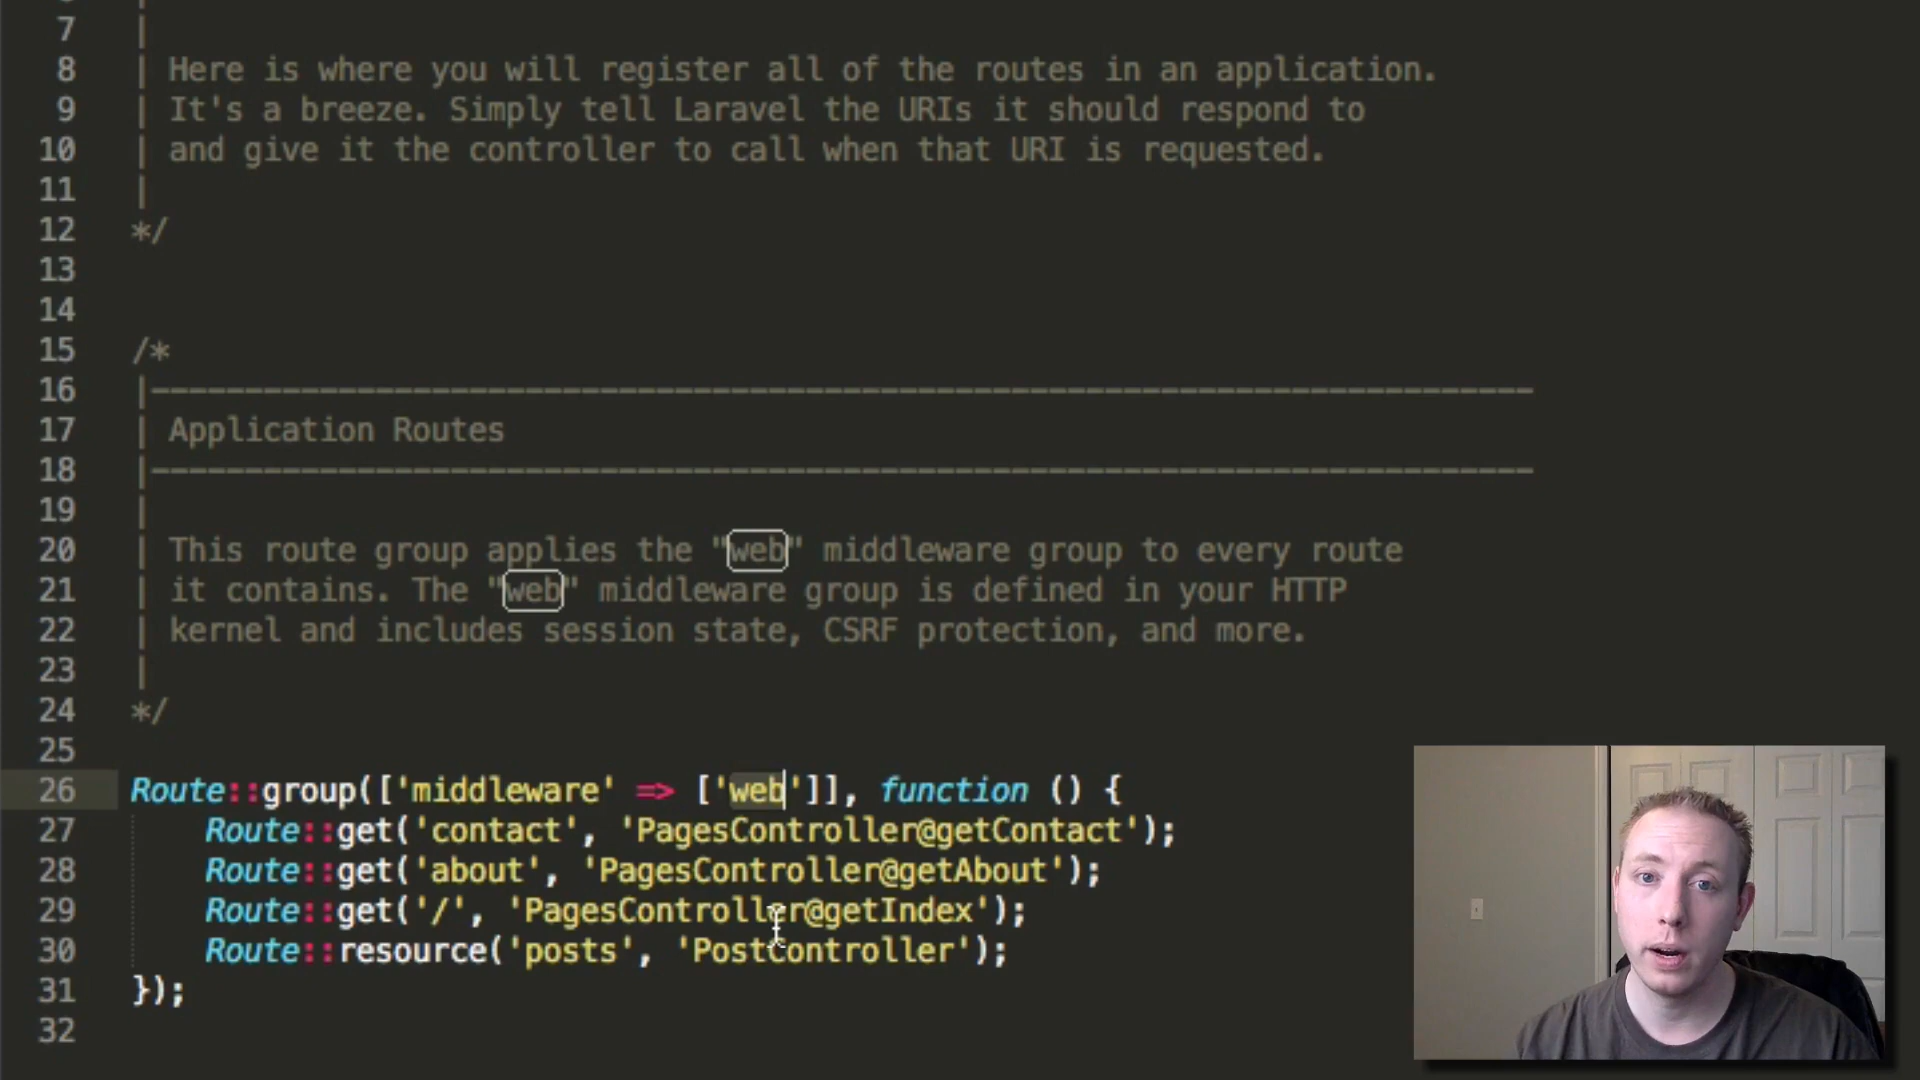 7 |
8 | Here is where you will register all of the routes in an application.
9 | It's a breeze. Simply tell Laravel the URIs it should respond to
10 | and give it the controller to call when that URI is requested.
11 |
12 */
13
14
15 /*
16 |--------------------------------------------------------------------------
17 | Application Routes
18 |--------------------------------------------------------------------------
19 |
20 | This route group applies the "web" middleware group to every route
21 | it contains. The "web" middleware group is defined in your HTTP
22 | kernel and includes session state, CSRF protection, and more.
23 |
24 */
25
26 Route::group(['middleware' => ['web']], function () {
27 Route::get('contact', 'PagesController@getContact');
28 Route::get('about', 'PagesController@getAbout');
29 Route::get('/', 'PagesController@getIndex');
30 Route::resource('posts', 'PostController');
31 });
32